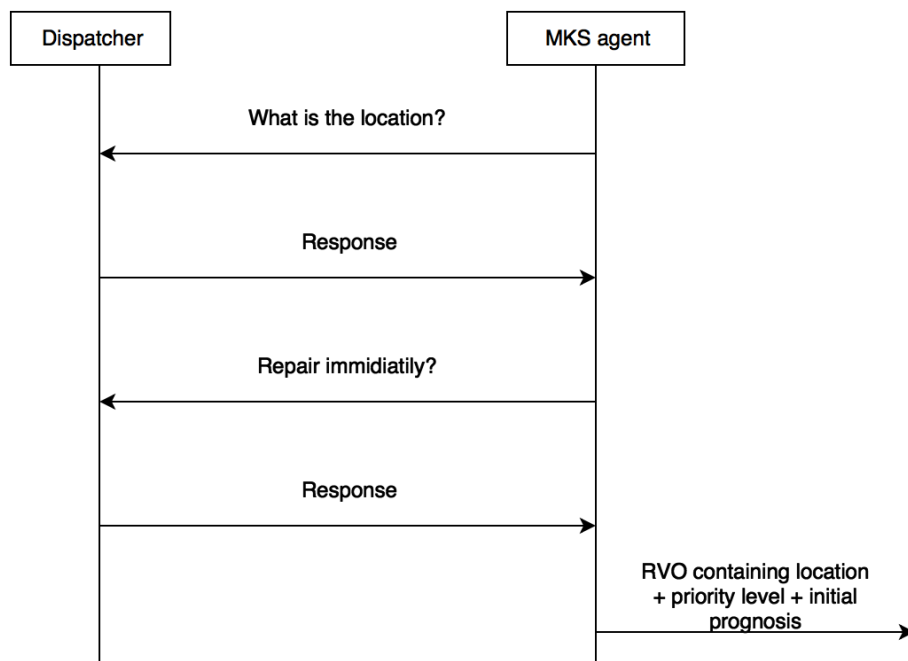 Dispatcher
MKS agent
What is the location?
Response
Repair immidiatily?
Response
RVO containing location
+ priority level + initial
prognosis